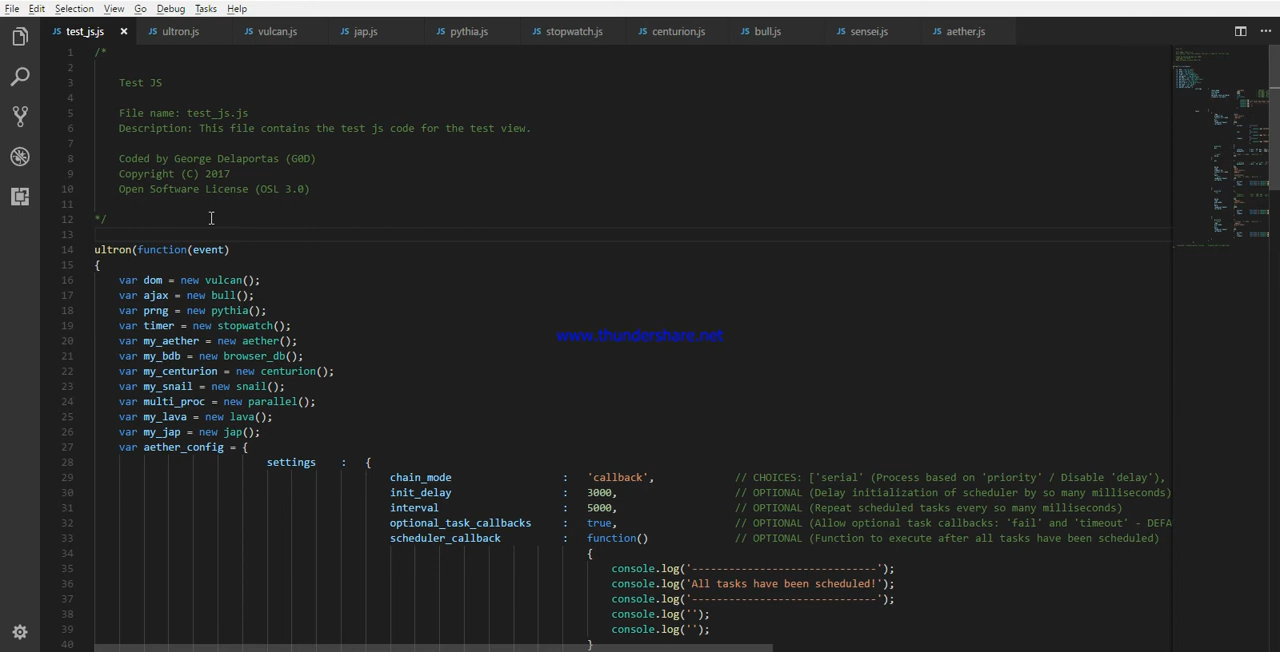 File Edit Selection View Go Debug Tasks Help
JS test_js.js × JS ultron.js JS vulcan.js JS jap.js JS pythia.js JS stopwatch.js JS centurion.js JS bull.js JS sensei.js JS aether.js
1 /*
2
3 Test JS
4
5 File name: test_js.js
6 Description: This file contains the test js code for the test view.
7
8 Coded by George Delaportas (G0D)
9 Copyright (C) 2017
10 Open Software License (OSL 3.0)
11
12 */
13
14 ultron(function(event)
15 {
16 var dom = new vulcan();
17 var ajax = new bull();
18 var prng = new pythia();
19 var timer = new stopwatch();
20 var my_aether = new aether();
21 var my_bdb = new browser_db();
22 var my_centurion = new centurion();
23 var my_snail = new snail();
24 var multi_proc = new parallel();
25 var my_lava = new lava();
26 var my_jap = new jap();
27 var aether_config = {
28 settings : {
29 chain_mode : 'callback', // CHOICES: ['serial' (Process based on 'priority' / Disable 'delay'),
30 init_delay : 3000, // OPTIONAL (Delay initialization of scheduler by so many milliseconds)
31 interval : 5000, // OPTIONAL (Repeat scheduled tasks every so many milliseconds)
32 optional_task_callbacks : true, // OPTIONAL (Allow optional task callbacks: 'fail' and 'timeout' - DEFA
33 scheduler_callback : function() // OPTIONAL (Function to execute after all tasks have been scheduled)
34 {
35 console.log('------------------------------');
36 console.log('All tasks have been scheduled!');
37 console.log('------------------------------');
38 console.log('');
39 console.log('');
40 }
www.thundershare.net